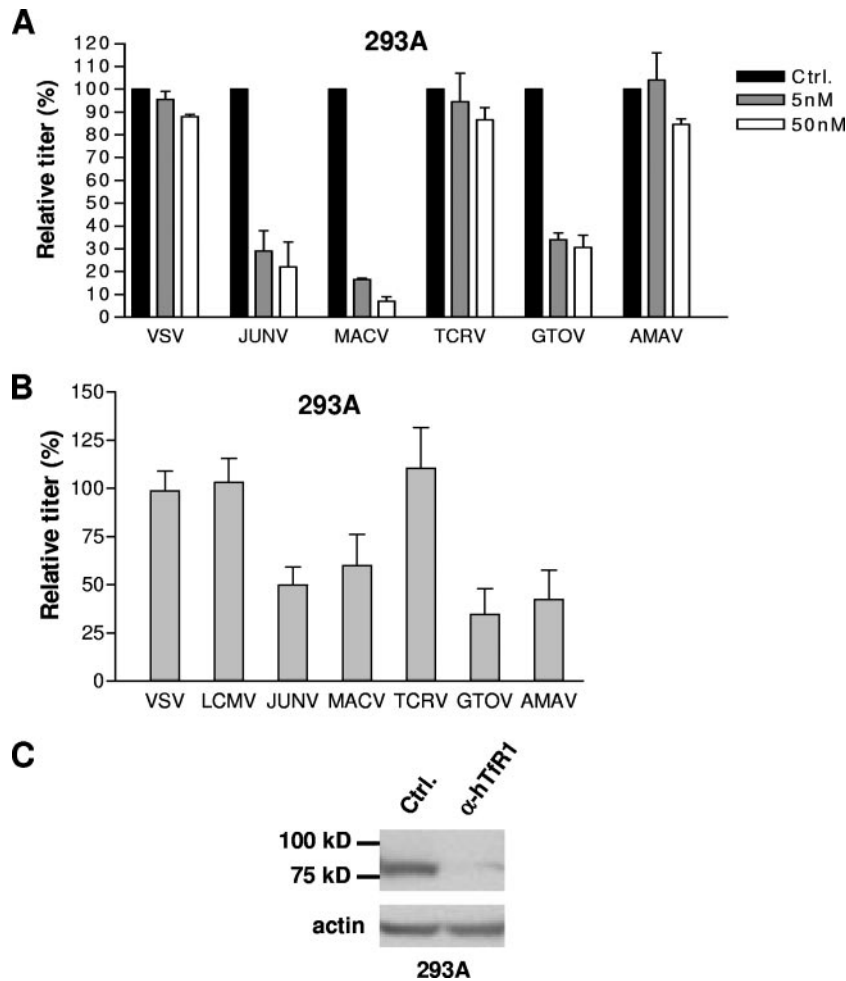 A
293A
Relative titer (%)
120
110
100
90
80
70
60
50
40
30
20
10
0
VSV JUNV MACV TCRV GTOV AMAV
Ctrl.
5nM
50nM
B
293A
Relative titer (%)
150
125
100
75
50
25
0
VSV LCMV JUNV MACV TCRV GTOV AMAV
C
Ctrl. α-hTfR1
100 kD
75 kD
actin
293A